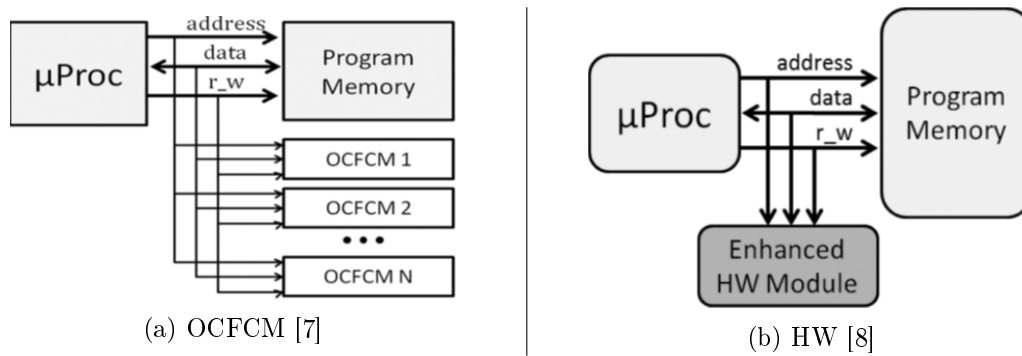 address
μProc
data
r_w
Program
Memory
OCFCM 1
OCFCM 2
•••
OCFCM N
(a) OCFCM [7]
μProc
address
data
r_w
Program
Memory
Enhanced
HW Module
(b) HW [8]